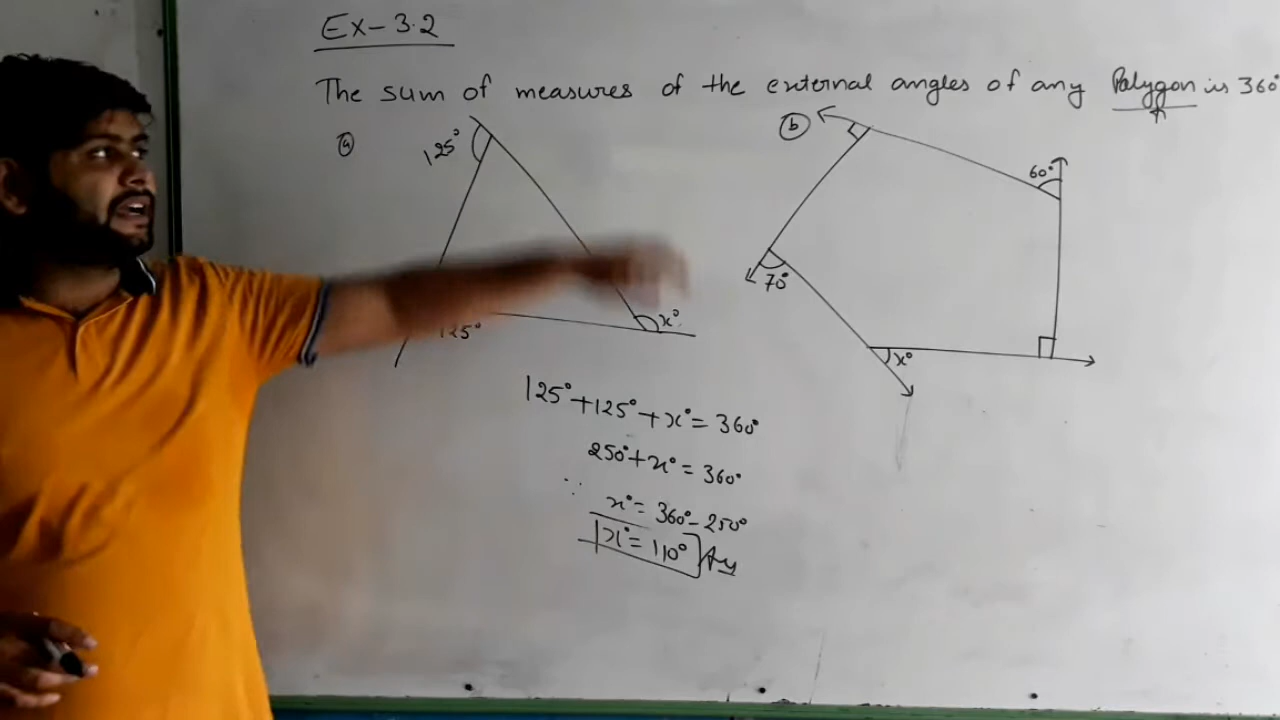 Ex-3.2
The sum of measures of the external angles of any Polygon is 360°
(a)
125°
125°
x°
(b)
60°
70°
x°
125°+125°+x°=360°
250°+x°=360°
x°=360°-250°
x°=110°